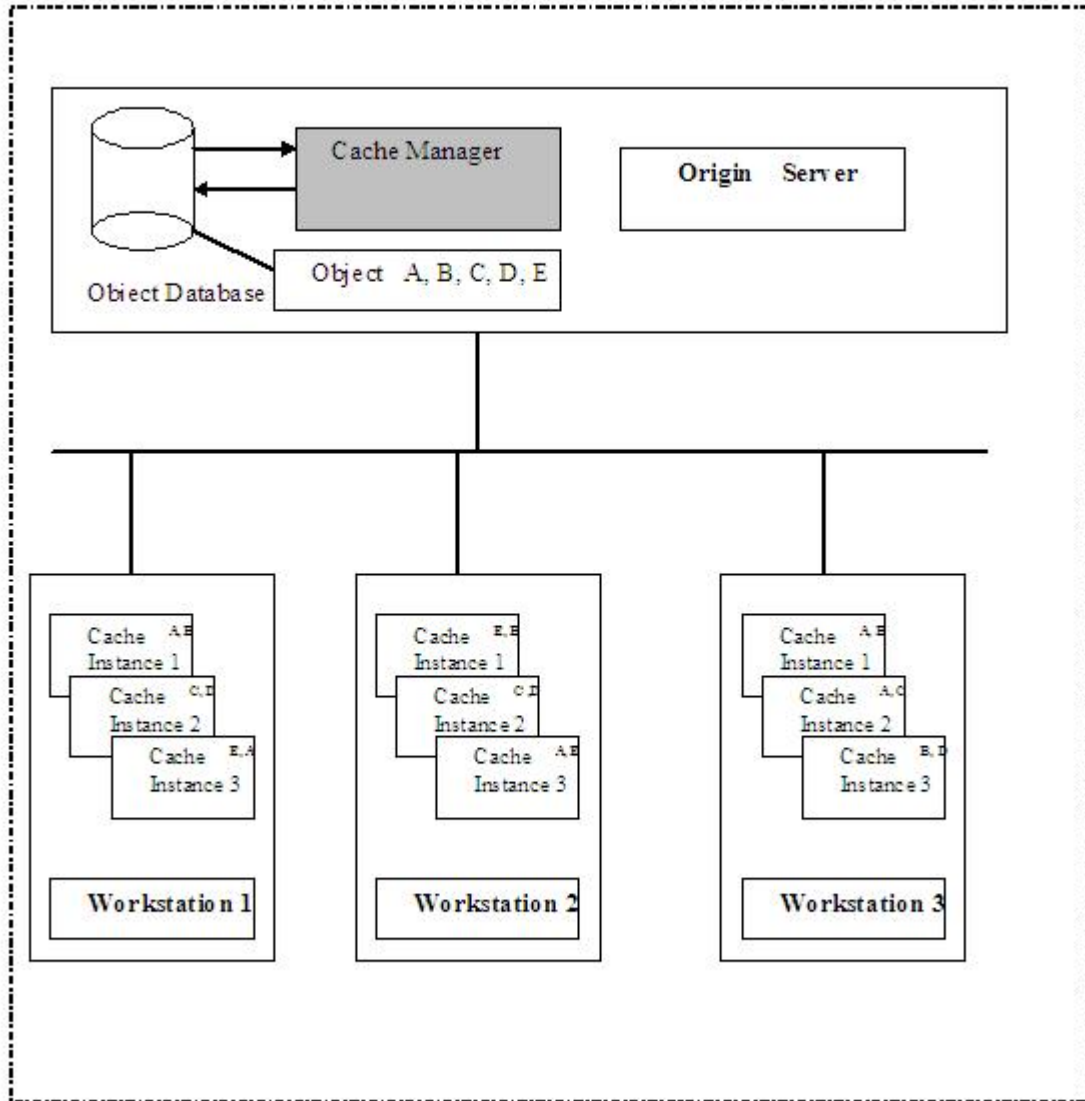 Cache Manager
Origin Server
Object A, B, C, D, E
Obiect Database
Cache
Instance 1
Cache C,D
Instance 2
Cache E,A
Instance 3
Workstation 1
Cache
Instance 1
Cache C,D
Instance 2
Cache
Instance 3
Workstation 2
Cache
Instance 1
Cache A,C
Instance 2
Cache B, D
Instance 3
Workstation 3